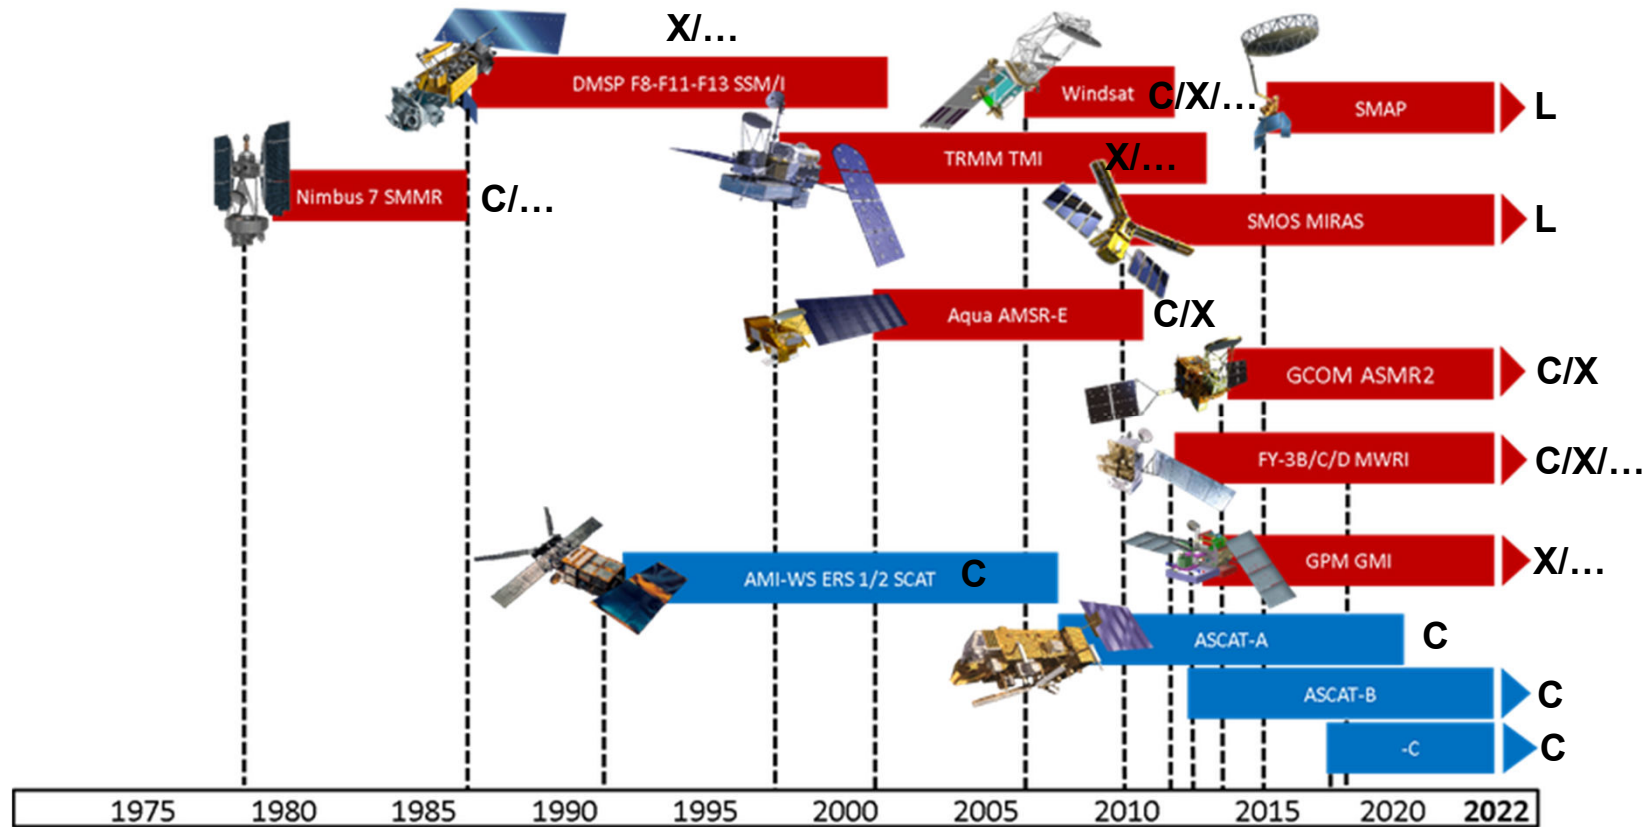 X/...
DMSP F8-F11-F13 SSM/I
Windsat C/X/...
SMAP L
TRMM TMI X/...
Nimbus 7 SMMR C/...
SMOS MIRAS L
Aqua AMSR-E C/X
GCOM ASMR2 C/X
FY-3B/C/D MWRI C/X/...
GPM GMI X/...
AMI-WS ERS 1/2 SCAT C
ASCAT-A C
ASCAT-B C
-C C
1975 1980 1985 1990 1995 2000 2005 2010 2015 2020 2022